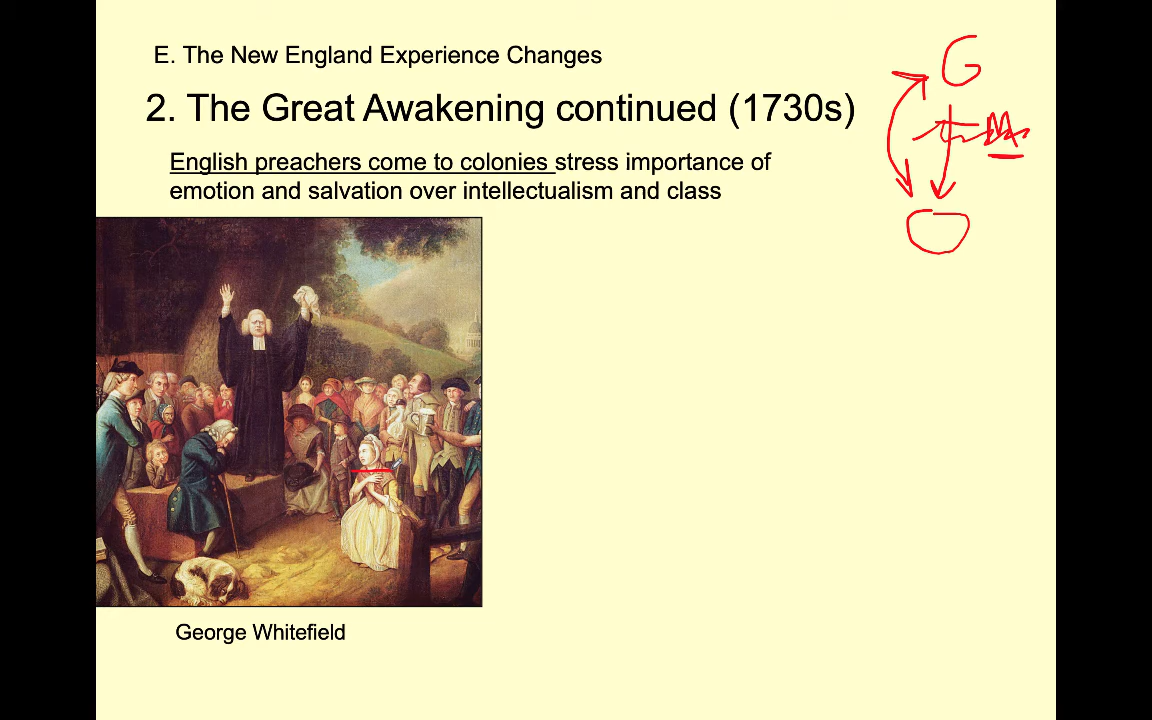 E. The New England Experience Changes
2. The Great Awakening continued (1730s)
English preachers come to colonies stress importance of
emotion and salvation over intellectualism and class
G
George Whitefield